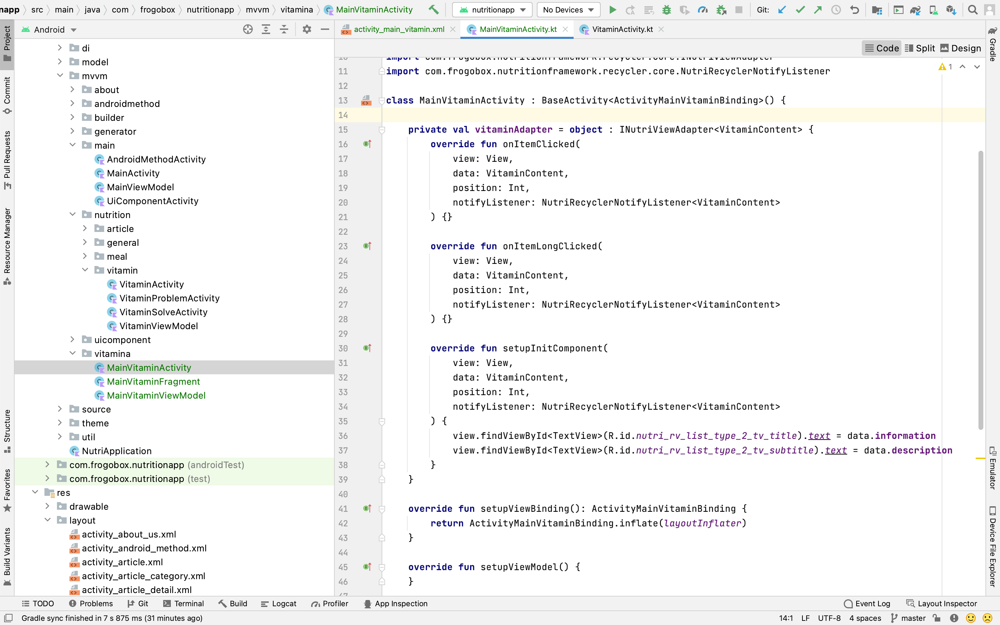 napp > src > main > java > com > frogobox > nutritionapp > mvvm > vitamina > MainVitaminActivity
nutritionapp
No Devices
Git:
Project
Commit
Pull Requests
Resource Manager
Structure
Favorites
Build Variants
Android
di
model
mvvm
about
androidmethod
builder
generator
main
AndroidMethodActivity
MainActivity
MainViewModel
UiComponentActivity
nutrition
article
general
meal
vitamin
VitaminActivity
VitaminProblemActivity
VitaminSolveActivity
VitaminViewModel
uicomponent
vitamina
MainVitaminActivity
MainVitaminFragment
MainVitaminViewModel
source
theme
util
NutriApplication
com.frogobox.nutritionapp (androidTest)
com.frogobox.nutritionapp (test)
res
drawable
layout
activity_about_us.xml
activity_android_method.xml
activity_article.xml
activity_article_category.xml
activity_article_detail.xml
activity_main_vitamin.xml
MainVitaminActivity.kt
VitaminActivity.kt
Code
Split
Design
1
10 import com.frogobox.nutritionframework.recycler.core.INutriViewAdapter
11 import com.frogobox.nutritionframework.recycler.core.NutriRecyclerNotifyListener
12
13 class MainVitaminActivity : BaseActivity<ActivityMainVitaminBinding>() {
14
15 private val vitaminAdapter = object : INutriViewAdapter<VitaminContent> {
16 override fun onItemClicked(
17 view: View,
18 data: VitaminContent,
19 position: Int,
20 notifyListener: NutriRecyclerNotifyListener<VitaminContent>
21 ) {}
22
23 override fun onItemLongClicked(
24 view: View,
25 data: VitaminContent,
26 position: Int,
27 notifyListener: NutriRecyclerNotifyListener<VitaminContent>
28 ) {}
29
30 override fun setupInitComponent(
31 view: View,
32 data: VitaminContent,
33 position: Int,
34 notifyListener: NutriRecyclerNotifyListener<VitaminContent>
35 ) {
36 view.findViewById<TextView>(R.id.nutri_rv_list_type_2_tv_title).text = data.information
37 view.findViewById<TextView>(R.id.nutri_rv_list_type_2_tv_subtitle).text = data.description
38 }
39 }
40
41 override fun setupViewBinding(): ActivityMainVitaminBinding {
42 return ActivityMainVitaminBinding.inflate(layoutInflater)
43 }
44
45 override fun setupViewModel() {
46 }
47
Gradle
Emulator
Device File Explorer
TODO
Problems
Git
Terminal
Build
Logcat
Profiler
App Inspection
Event Log
Layout Inspector
Gradle sync finished in 7 s 875 ms (31 minutes ago)
14:1
LF
UTF-8
4 spaces
master